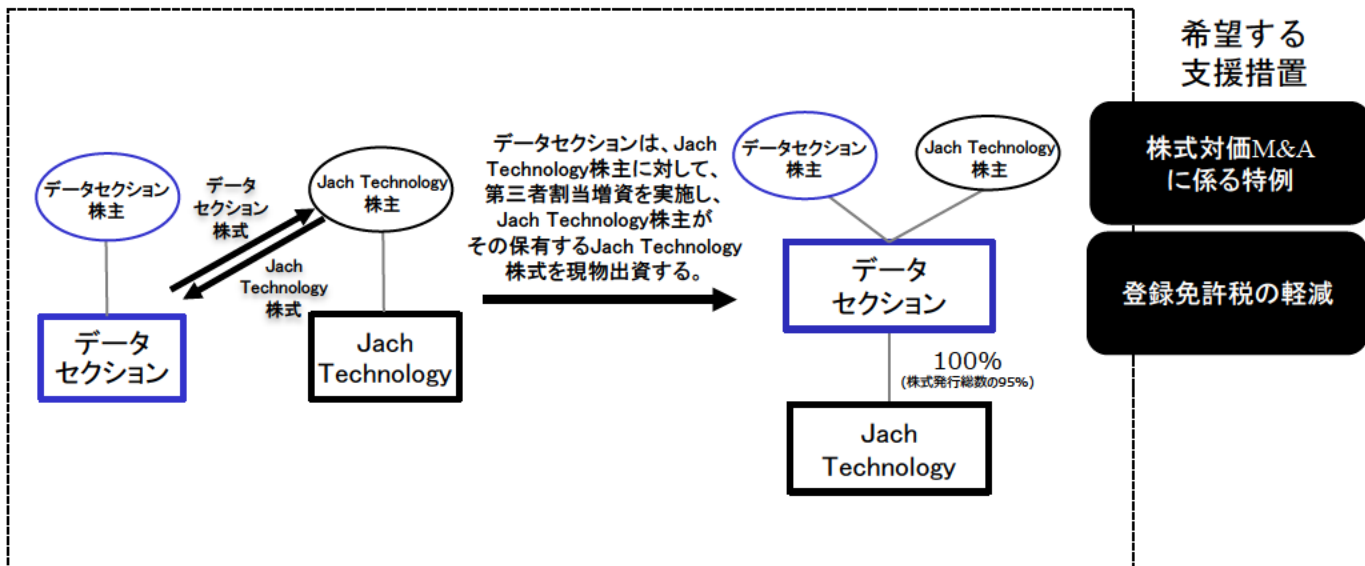 希望する
支援措置
データセクション
株主
データ
セクション
株式
Jach Technology
株主
Jach
Technology
株式
データ
セクション
Jach
Technology
データセクションは、Jach
Technology株主に対して、
第三者割当増資を実施し、
Jach Technology株主が
その保有するJach Technology
株式を現物出資する。
データセクション
株主
Jach Technology
株主
データ
セクション
100%
(株式発行総数の95%)
Jach
Technology
株式対価M&A
に係る特例
登録免許税の軽減